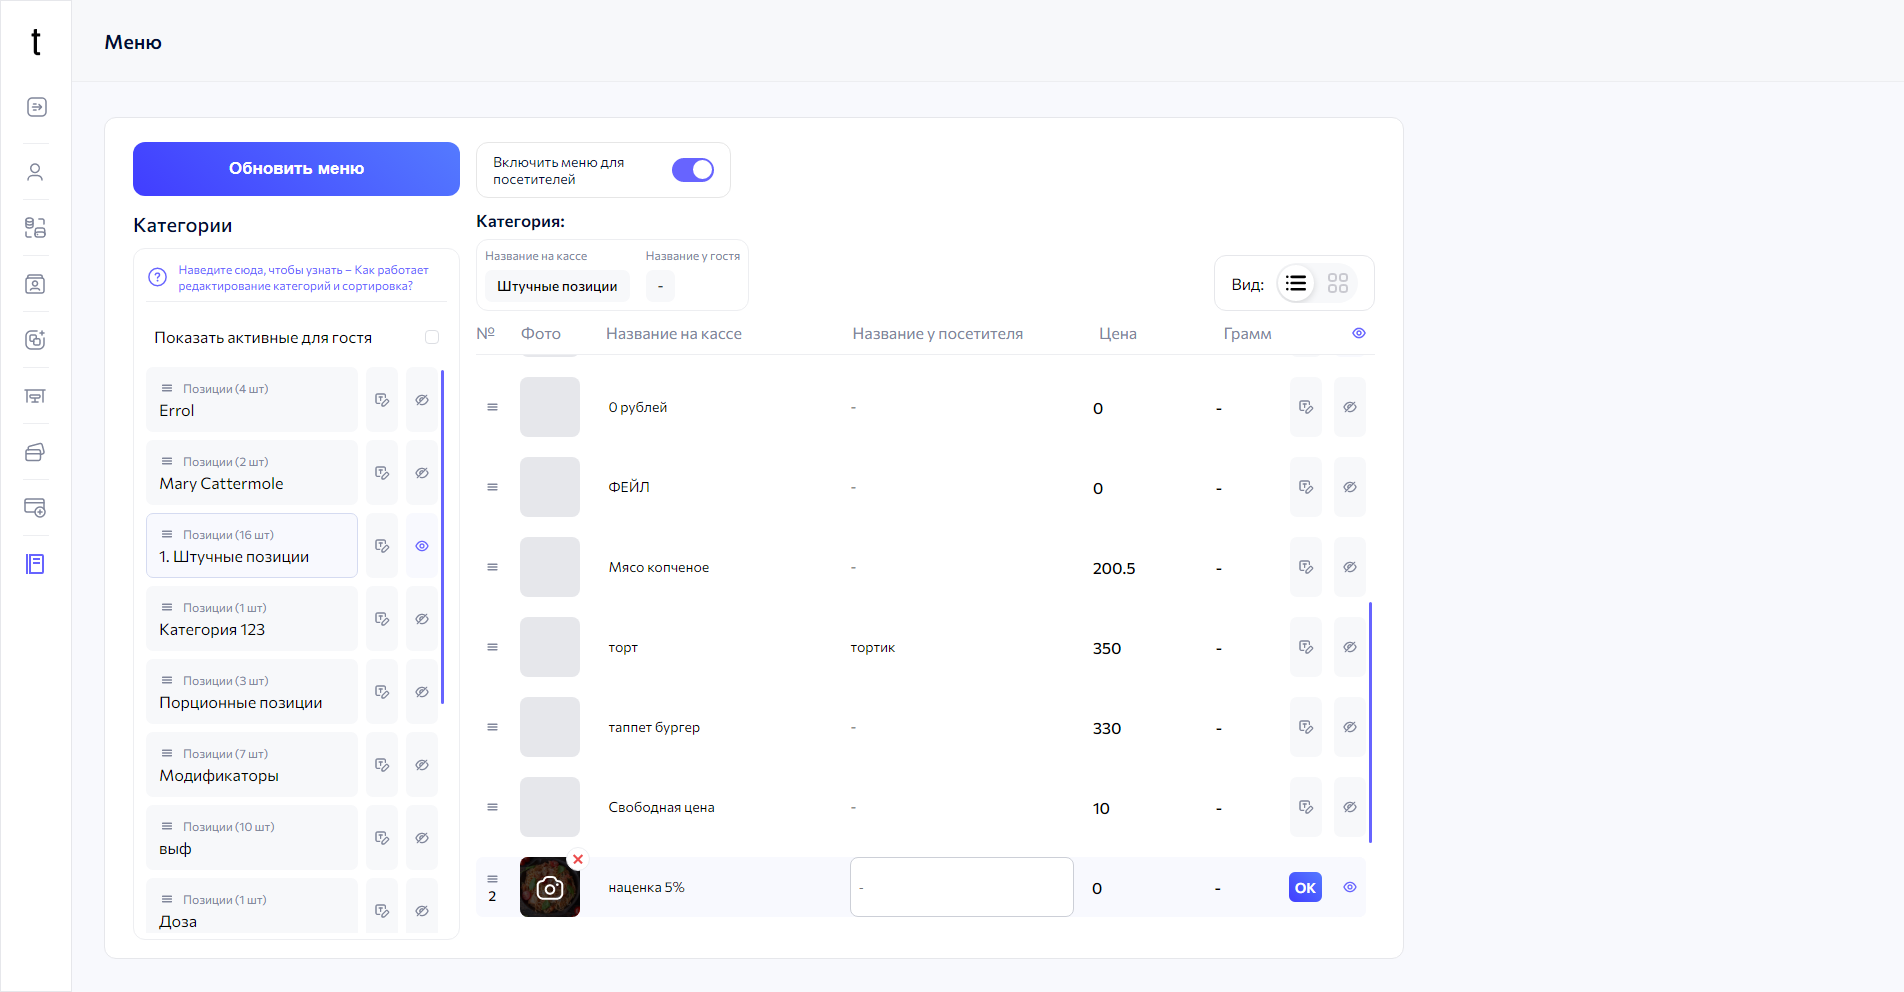 t
Меню
Обновить меню
Включить меню для
посетителей
Категории
Категория:
Наведите сюда, чтобы узнать – Как работает
редактирование категорий и сортировка?
Название на кассе
Название у гостя
Штучные позиции
-
Вид:
Показать активные для гостя
№
Фото
Название на кассе
Название у посетителя
Цена
Грамм
Позиции (4 шт)
Errol
Позиции (2 шт)
Mary Cattermole
Позиции (16 шт)
1. Штучные позиции
Позиции (1 шт)
Категория 123
Позиции (3 шт)
Порционные позиции
Позиции (7 шт)
Модификаторы
Позиции (10 шт)
выф
Позиции (1 шт)
Доза
0 рублей - 0 -
ФЕЙЛ - 0 -
Мясо копченое - 200.5 -
торт тортик 350 -
таппет бургер - 330 -
Свободная цена - 10 -
2 наценка 5% - 0 - OK